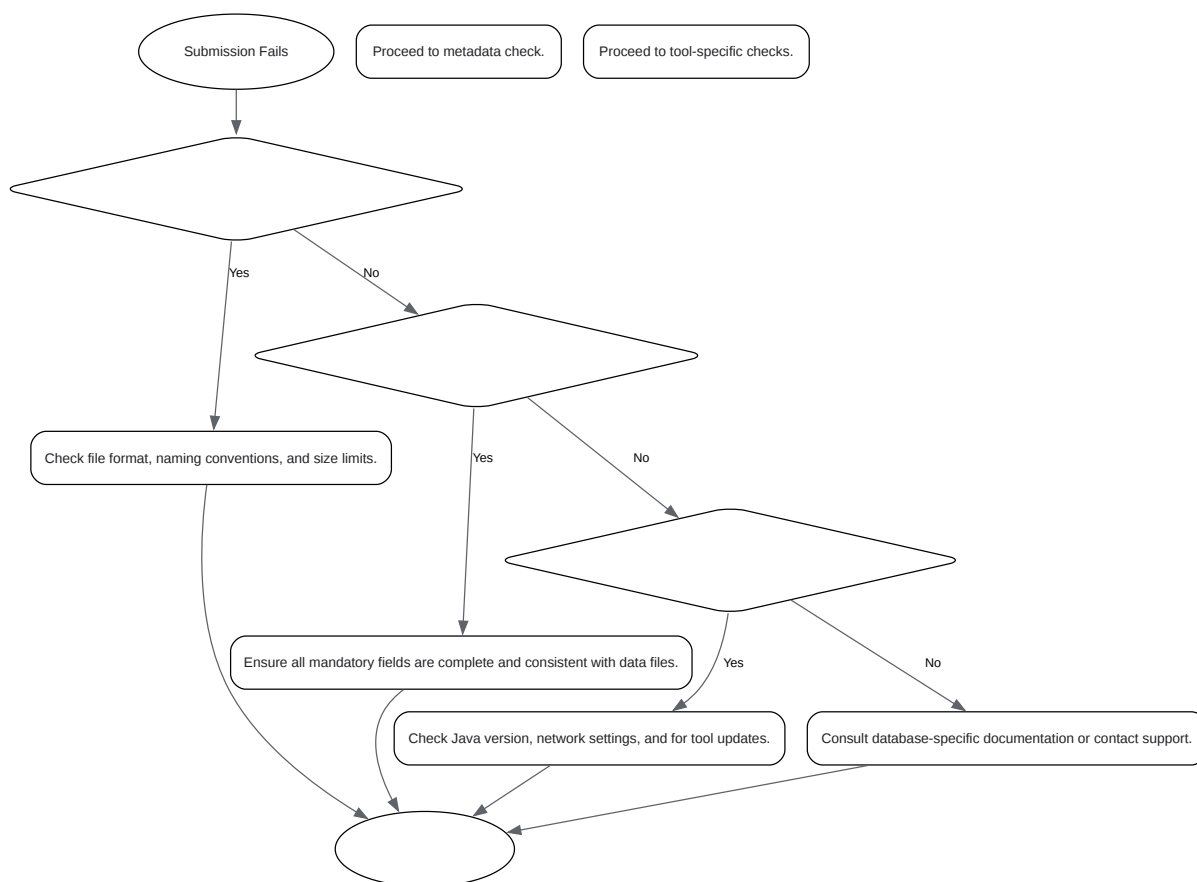 Submission Fails
Proceed to metadata check.
Proceed to tool-specific checks.
Yes
No
Check file format, naming conventions, and size limits.
Yes
No
Ensure all mandatory fields are complete and consistent with data files.
Yes
No
Check Java version, network settings, and for tool updates.
Consult database-specific documentation or contact support.